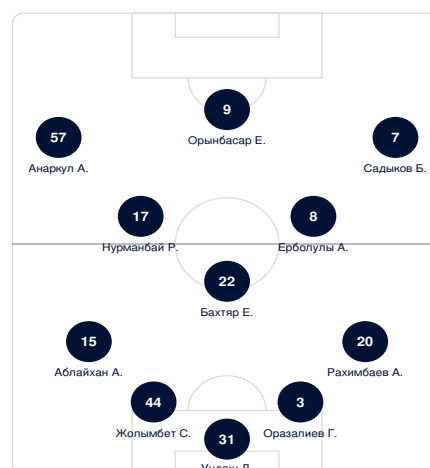 9
Орынбасар Е.
57
Анаркул А.
7
Садыков Б.
17
Нурманбай Р.
8
Ерболулы А.
22
Бахтяр Е.
15
Аблайхан А.
20
Рахимбаев А.
44
Жолымбет С.
3
Оразалиев Г.
31